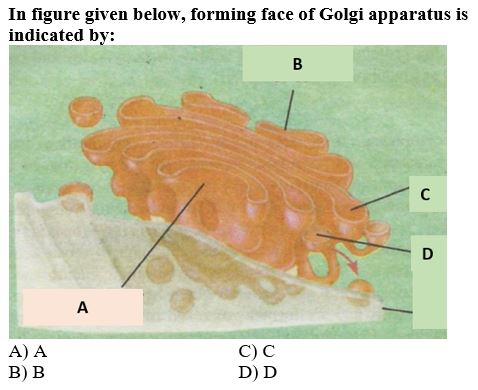 In figure given below, forming face of Golgi apparatus is
indicated by:
B
C
D
A
A) A
C) C
B) B
D) D